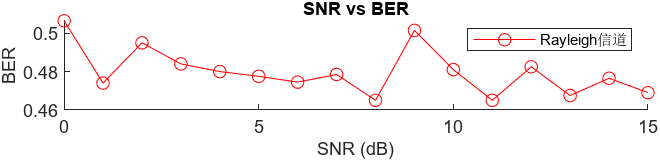 SNR vs BER
0.5
0.48
0.46
BER
Rayleigh信道
0
5
10
15
SNR (dB)